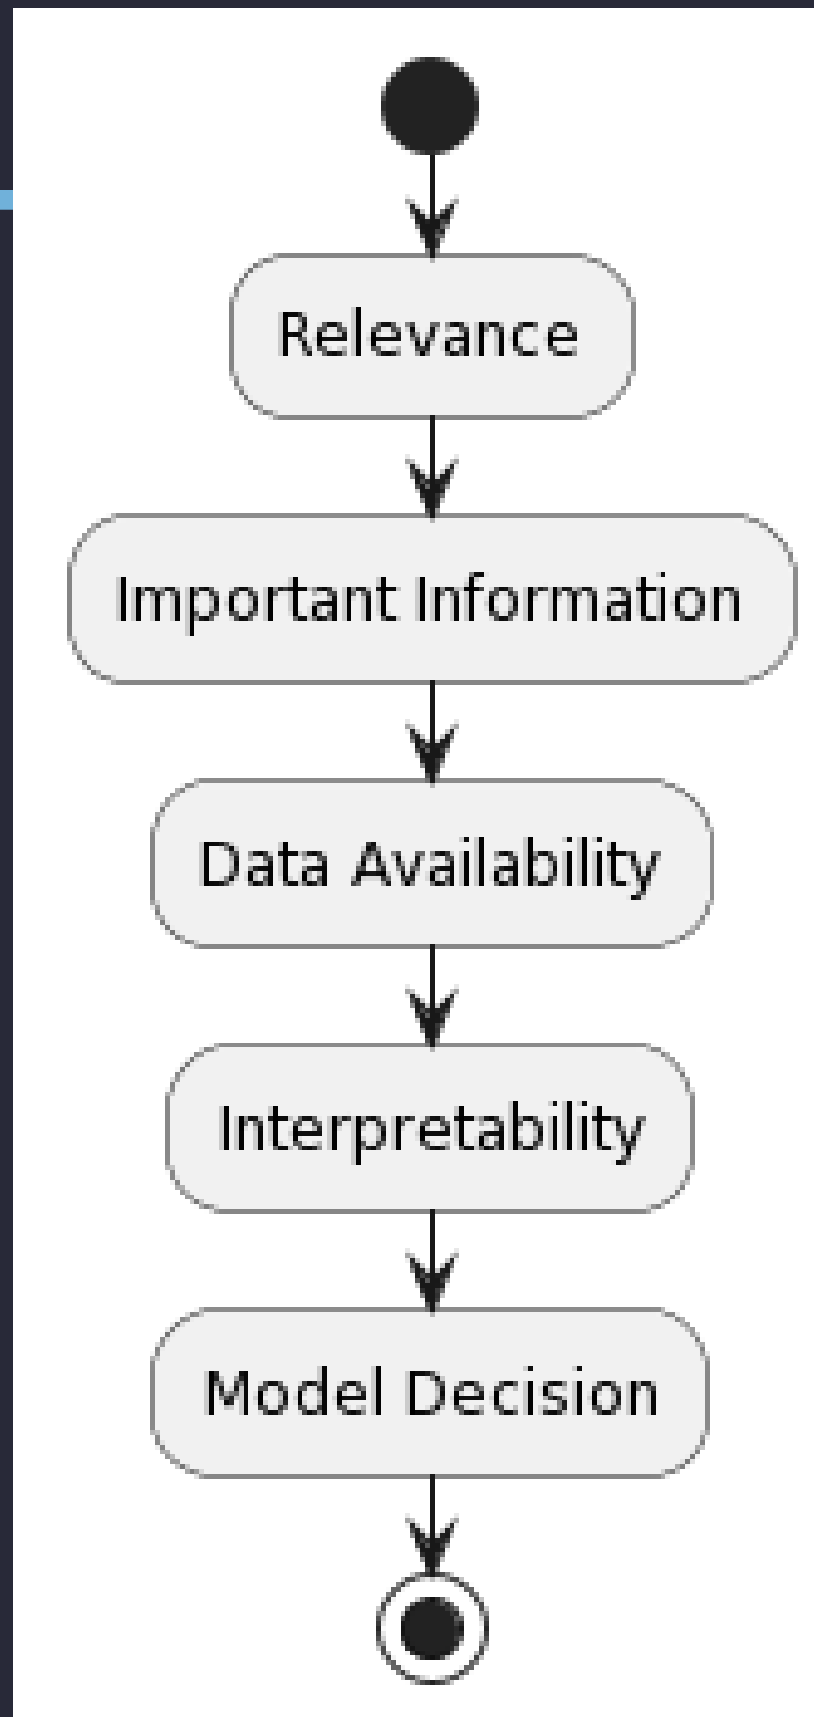 Relevance
Important Information
Data Availability
Interpretability
Model Decision